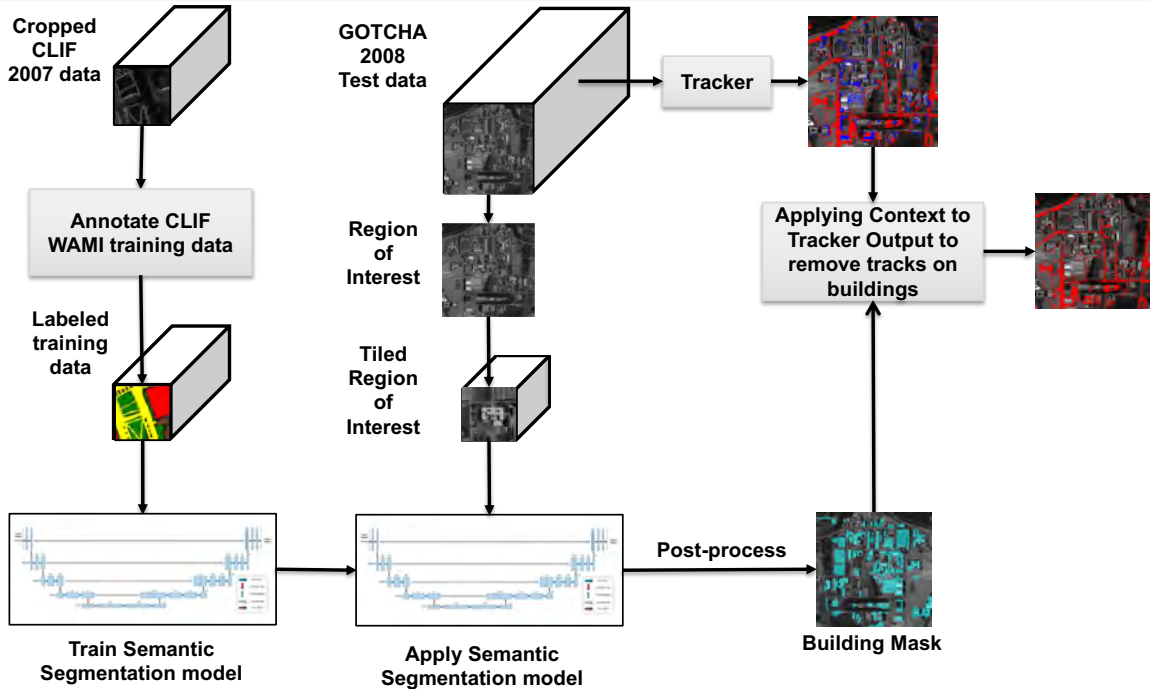 Cropped
CLIF
2007 data
GOTCHA
2008
Test data
Tracker
Annotate CLIF
WAMI training data
Region
of
Interest
Applying Context to
Tracker Output to
remove tracks on
buildings
Labeled
training
data
Tiled
Region
of
Interest
Post-process
Train Semantic
Segmentation model
Apply Semantic
Segmentation model
Building Mask